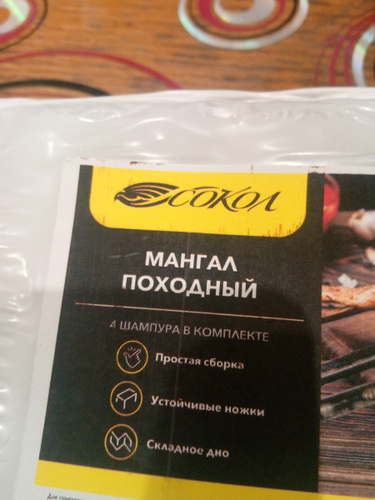 СОКОЛ
МАНГАЛ
ПОХОДНЫЙ
4 ШАМПУРА В КОМПЛЕКТЕ
Простая сборка
Устойчивые ножки
Складное дно